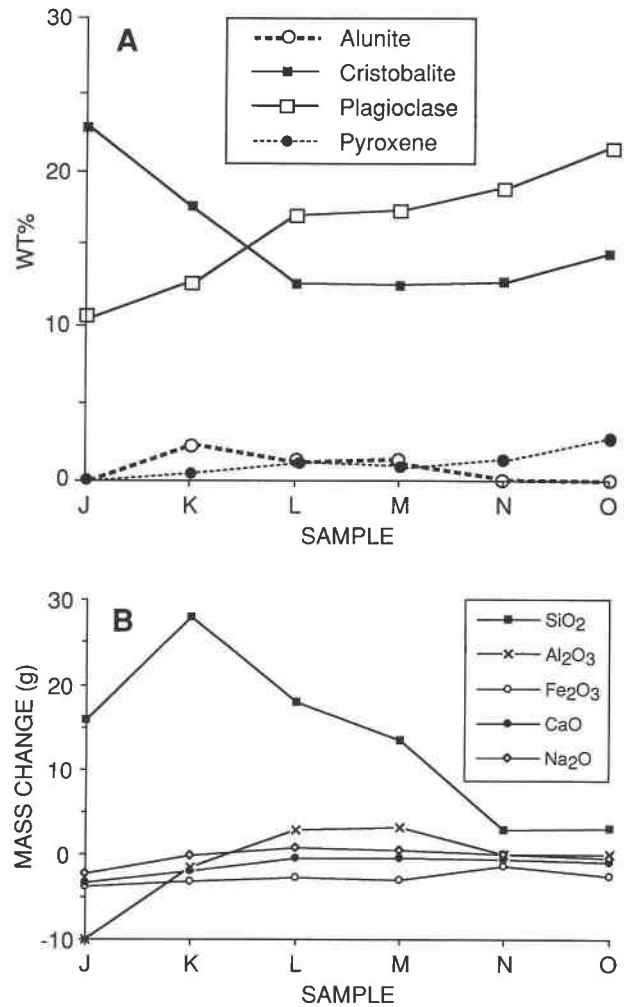 30
A
Alunite
Cristobalite
Plagioclase
Pyroxene
20
WT%
10
0
J K L M N O
SAMPLE
30
B
SiO2
Al2O3
Fe2O3
CaO
Na2O
20
MASS CHANGE (g)
10
0
-10
J K L M N O
SAMPLE